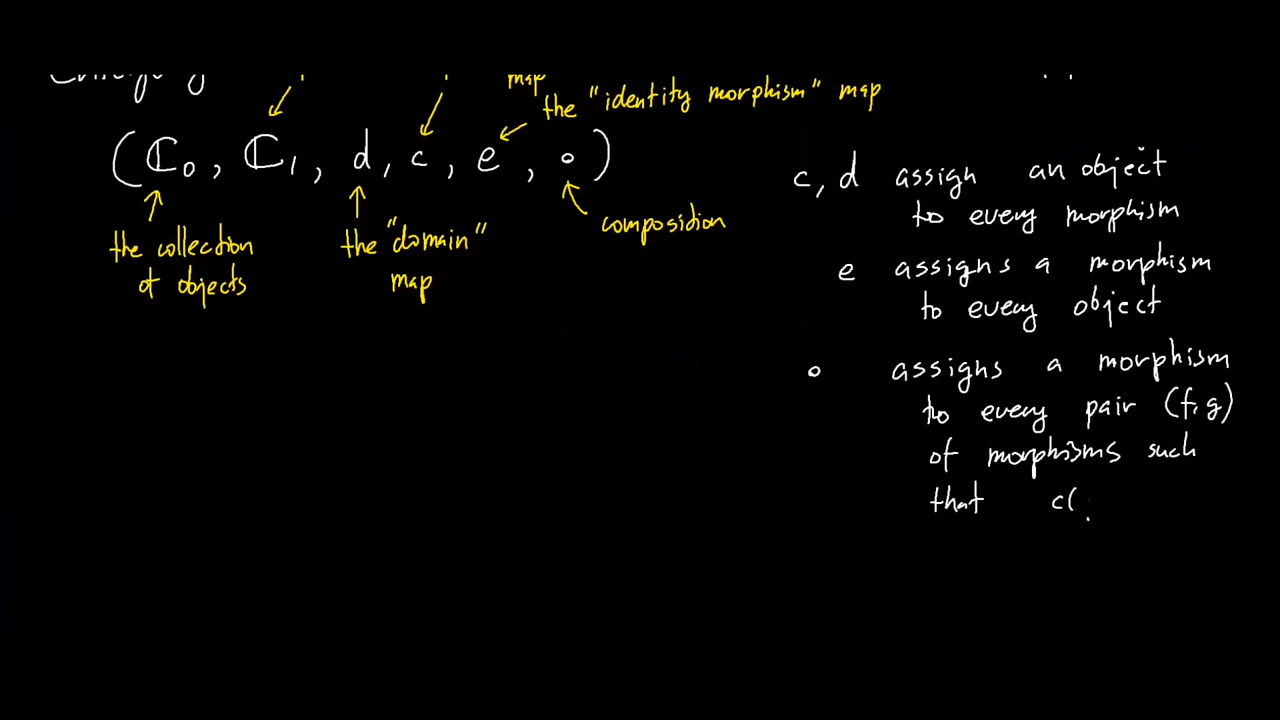 map
the "identity morphism" map
(ℂ₀, ℂ₁, d, c, e, ∘)
the collection
of objects
the "domain"
map
composition
c, d assign an object
to every morphism
e assigns a morphism
to every object
∘ assigns a morphism
to every pair (f,g)
of morphisms such
that c(